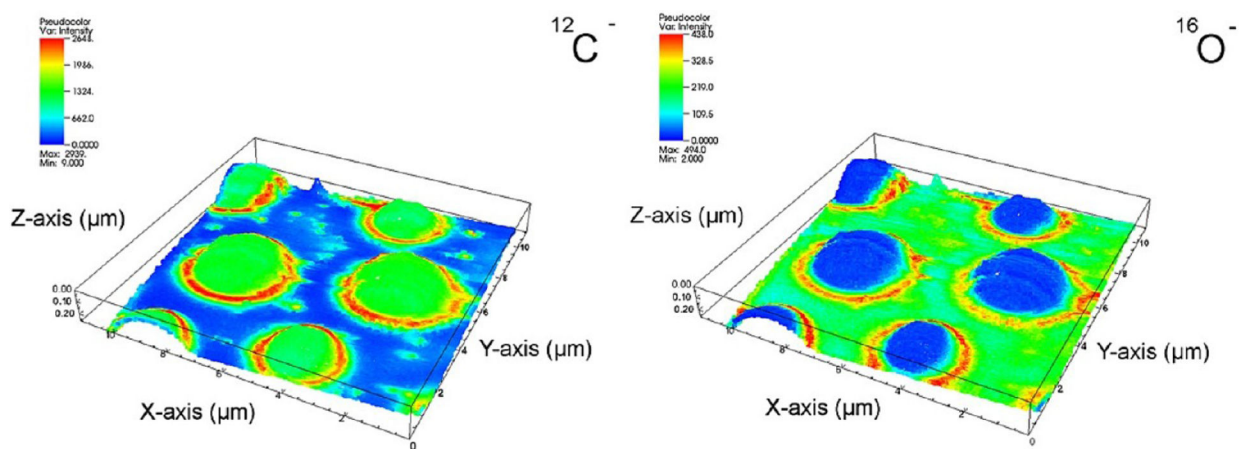 Pseudocolor
Var: Intensity
2648.
1986.
1324.
662.0
0.0000
Max: 2939.
Min: 9.000
12C -
Z-axis (µm)
0.00
0.10
0.20
10
8
6
4
2
0
X-axis (µm)
2
4
6
8
10
Y-axis (µm)
Pseudocolor
Var: Intensity
438.0
328.5
219.0
109.5
0.0000
Max: 494.0
Min: 2.000
16O -
Z-axis (µm)
0.00
0.10
0.20
10
8
6
4
2
0
X-axis (µm)
2
4
6
8
10
Y-axis (µm)